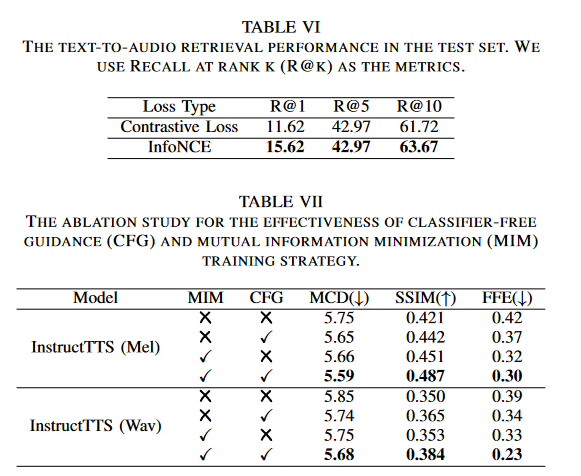 TABLE VI
THE TEXT-TO-AUDIO RETRIEVAL PERFORMANCE IN THE TEST SET. WE
USE RECALL AT RANK K (R@K) AS THE METRICS.
Loss Type R@1 R@5 R@10
Contrastive Loss 11.62 42.97 61.72
InfoNCE 15.62 42.97 63.67
TABLE VII
THE ABLATION STUDY FOR THE EFFECTIVENESS OF CLASSIFIER-FREE
GUIDANCE (CFG) AND MUTUAL INFORMATION MINIMIZATION (MIM)
TRAINING STRATEGY.
Model MIM CFG MCD(↓) SSIM(↑) FFE(↓)
InstructTTS (Mel)
✗ ✗ 5.75 0.421 0.42
✗ ✓ 5.65 0.442 0.37
✓ ✗ 5.66 0.451 0.32
✓ ✓ 5.59 0.487 0.30
InstructTTS (Wav)
✗ ✗ 5.85 0.350 0.39
✗ ✓ 5.74 0.365 0.34
✓ ✗ 5.75 0.353 0.33
✓ ✓ 5.68 0.384 0.23